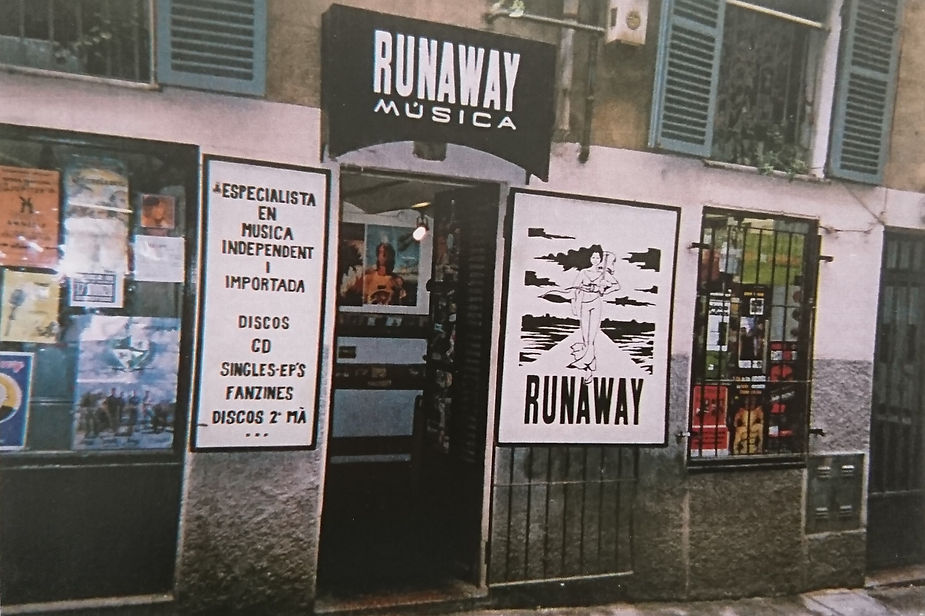 RUNAWAY
MÚSICA
ESPECIALISTA
EN
MUSICA
INDEPENDENT
I
IMPORTADA
DISCOS
CD
SINGLES-EP'S
FANZINES
DISCOS 2ª MÀ
...
RUNAWAY